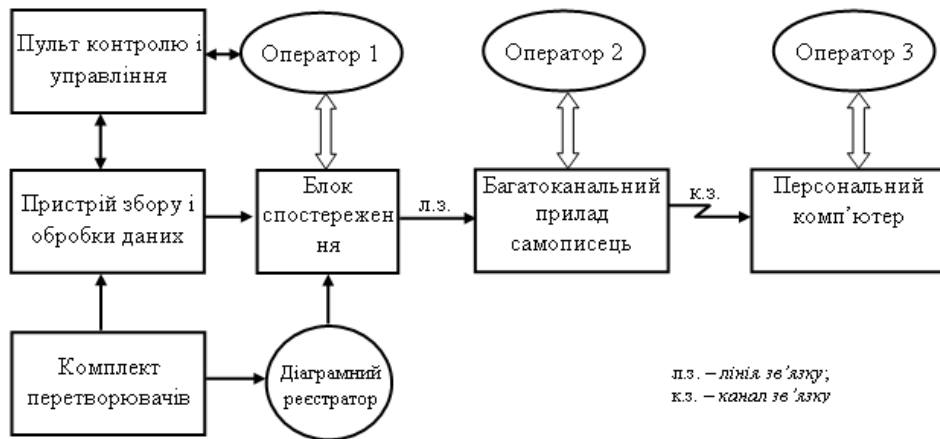 Пульт контролю і
управління
Оператор 1
Оператор 2
Оператор 3
Пристрій збору і
обробки даних
Блок
спостережен
ня
л.з.
Багатоканальний
прилад
самописець
к.з.
Персональний
комп’ютер
Комплект
перетворювачів
Діаграмний
реєстратор
л.з. – лінія зв’язку;
к.з. – канал зв’язку